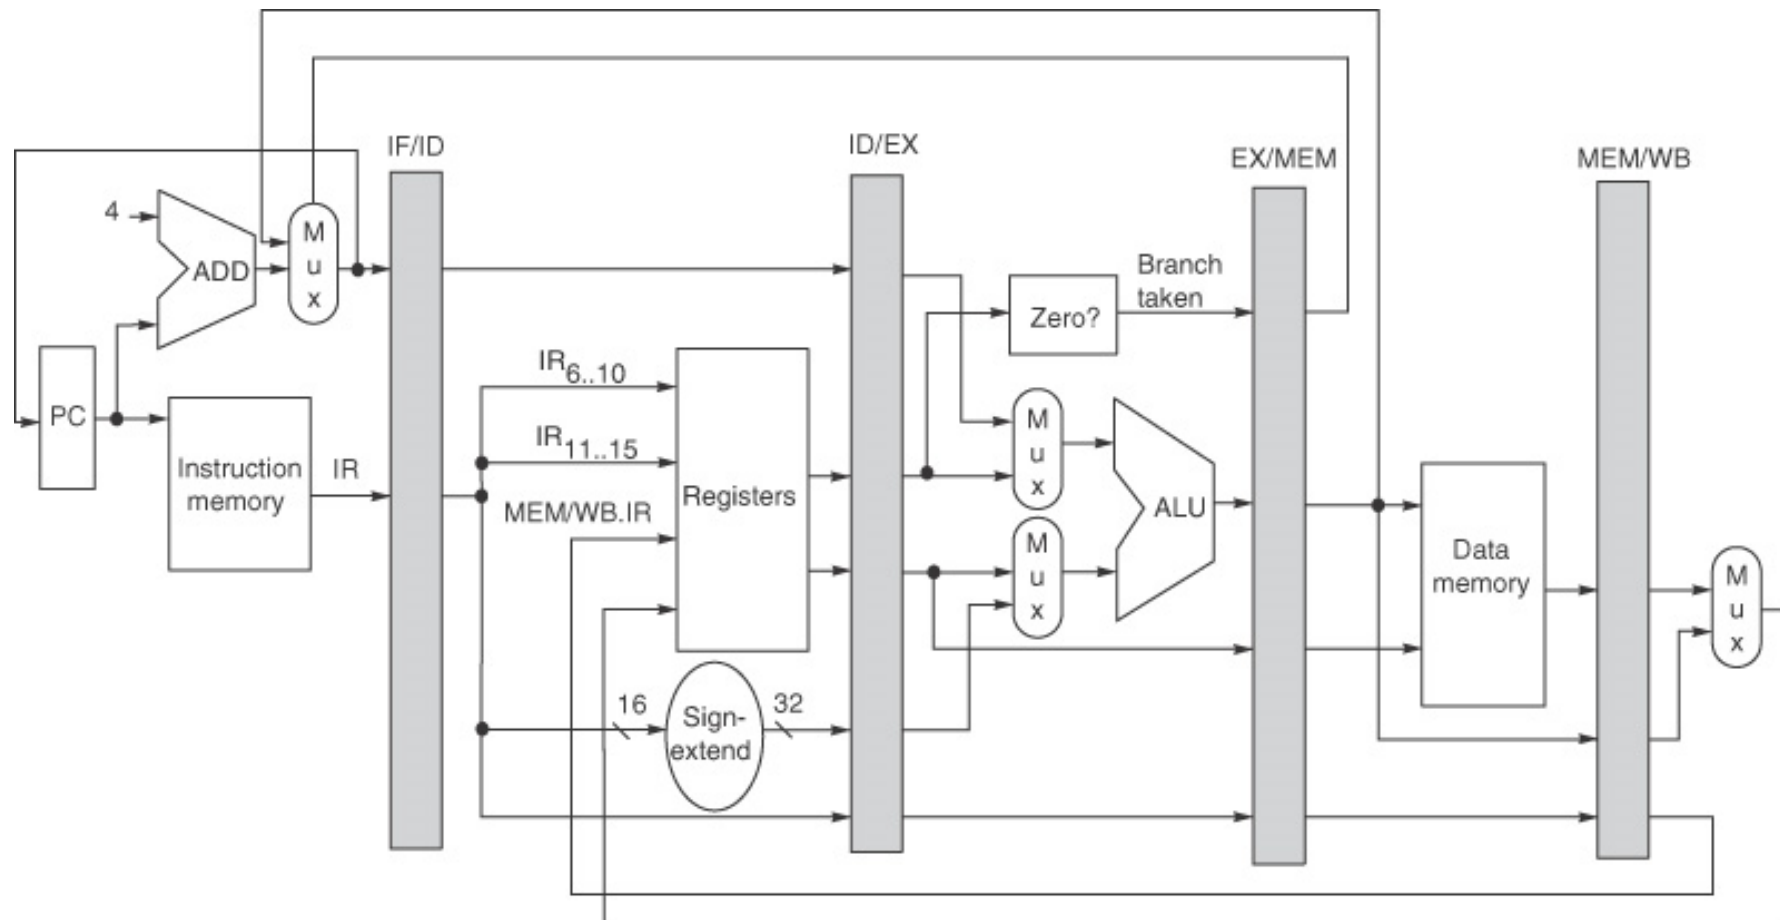 IF/ID
ID/EX
EX/MEM
MEM/WB
4
ADD
M
u
x
PC
Instruction
memory
IR
IR6..10
IR11..15
MEM/WB.IR
Registers
16
Sign-
extend
32
Zero?
Branch
taken
M
u
x
M
u
x
ALU
Data
memory
M
u
x